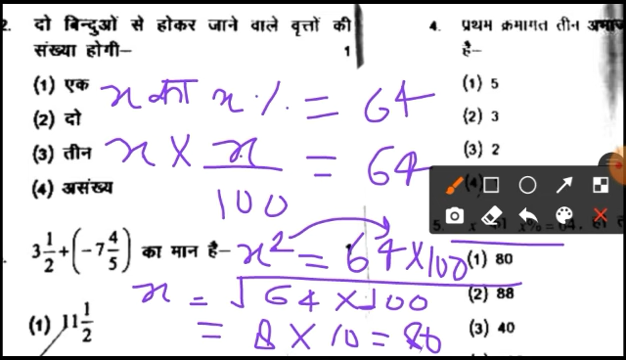 2. दो बिन्दुओं से होकर जाने वाले वृत्तों की
संख्या होगी– 1
(1) एक
(2) दो
(3) तीन
(4) असंख्य
3 1/2 + (−7 4/5) का मान है–
(1) 11 1/2
x का x % = 64
x × x/100 = 64
x² = 64×100
x = √64 × 100
= 8 × 10 = 80
4. प्रथम क्रमागत तीन
है–
(1) 5
(2) 3
(3) 2
5. x% = 64.
(1) 80
(2) 88
(3) 40